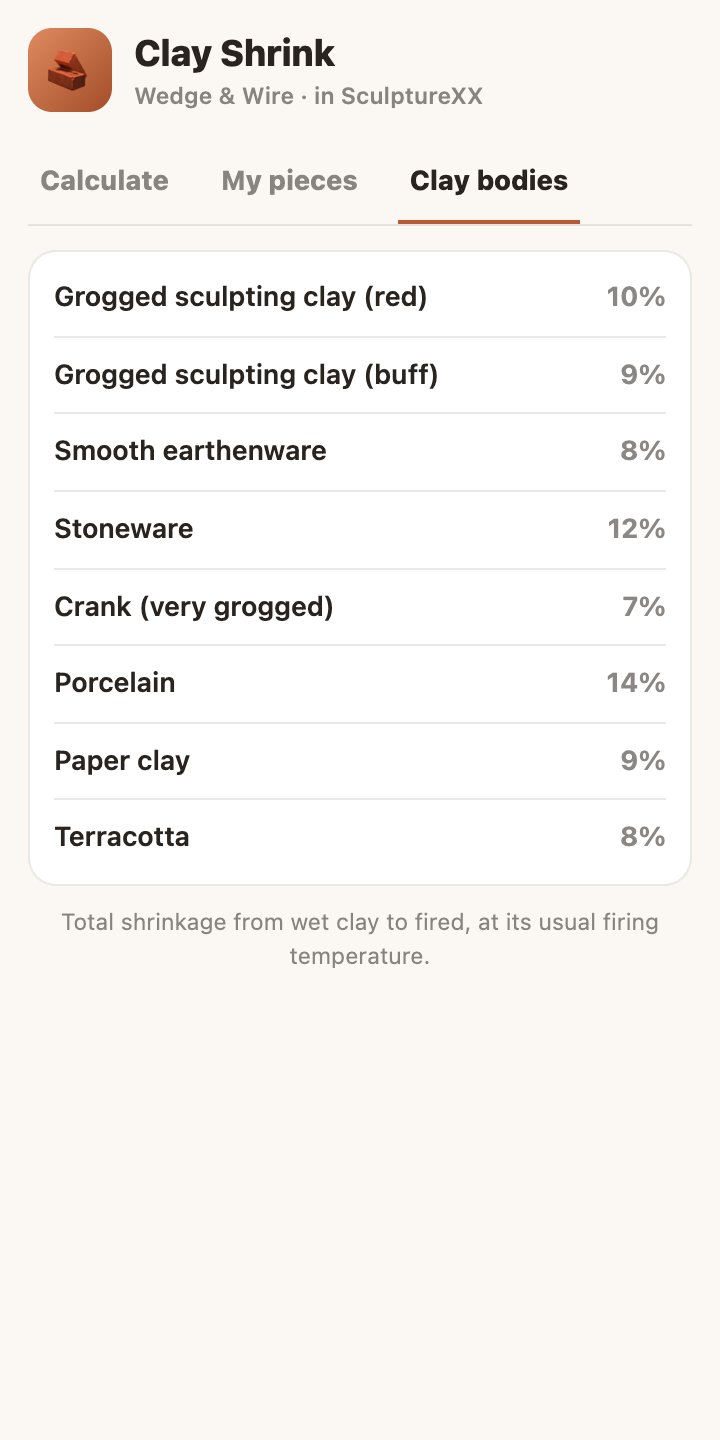 Clay Shrink
Wedge & Wire · in SculptureXX
Calculate My pieces Clay bodies
Grogged sculpting clay (red) 10%
Grogged sculpting clay (buff) 9%
Smooth earthenware 8%
Stoneware 12%
Crank (very grogged) 7%
Porcelain 14%
Paper clay 9%
Terracotta 8%
Total shrinkage from wet clay to fired, at its usual firing
temperature.